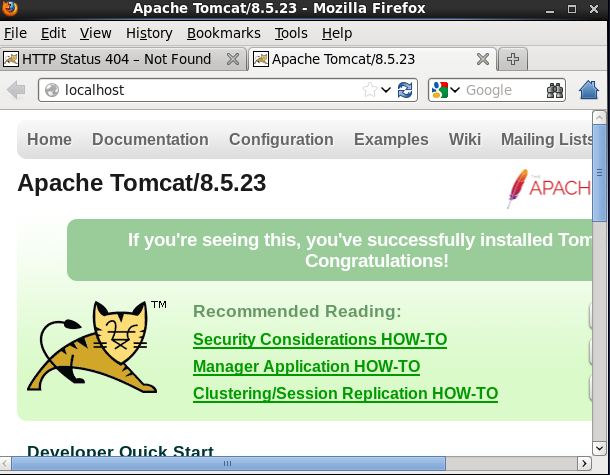 Apache Tomcat/8.5.23 - Mozilla Firefox
File Edit View History Bookmarks Tools Help
HTTP Status 404 – Not Found Apache Tomcat/8.5.23
localhost Google
Home Documentation Configuration Examples Wiki Mailing Lists
Apache Tomcat/8.5.23
THE
APACH
If you're seeing this, you've successfully installed Tom
Congratulations!
TM
Recommended Reading:
Security Considerations HOW-TO
Manager Application HOW-TO
Clustering/Session Replication HOW-TO
Developer Quick Start